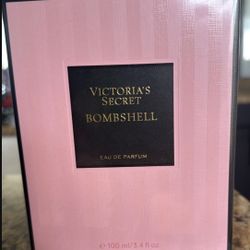 VICTORIA'S
SECRET
BOMBSHELL
EAU DE PARFUM
℮ 100 ml/3.4 fl oz